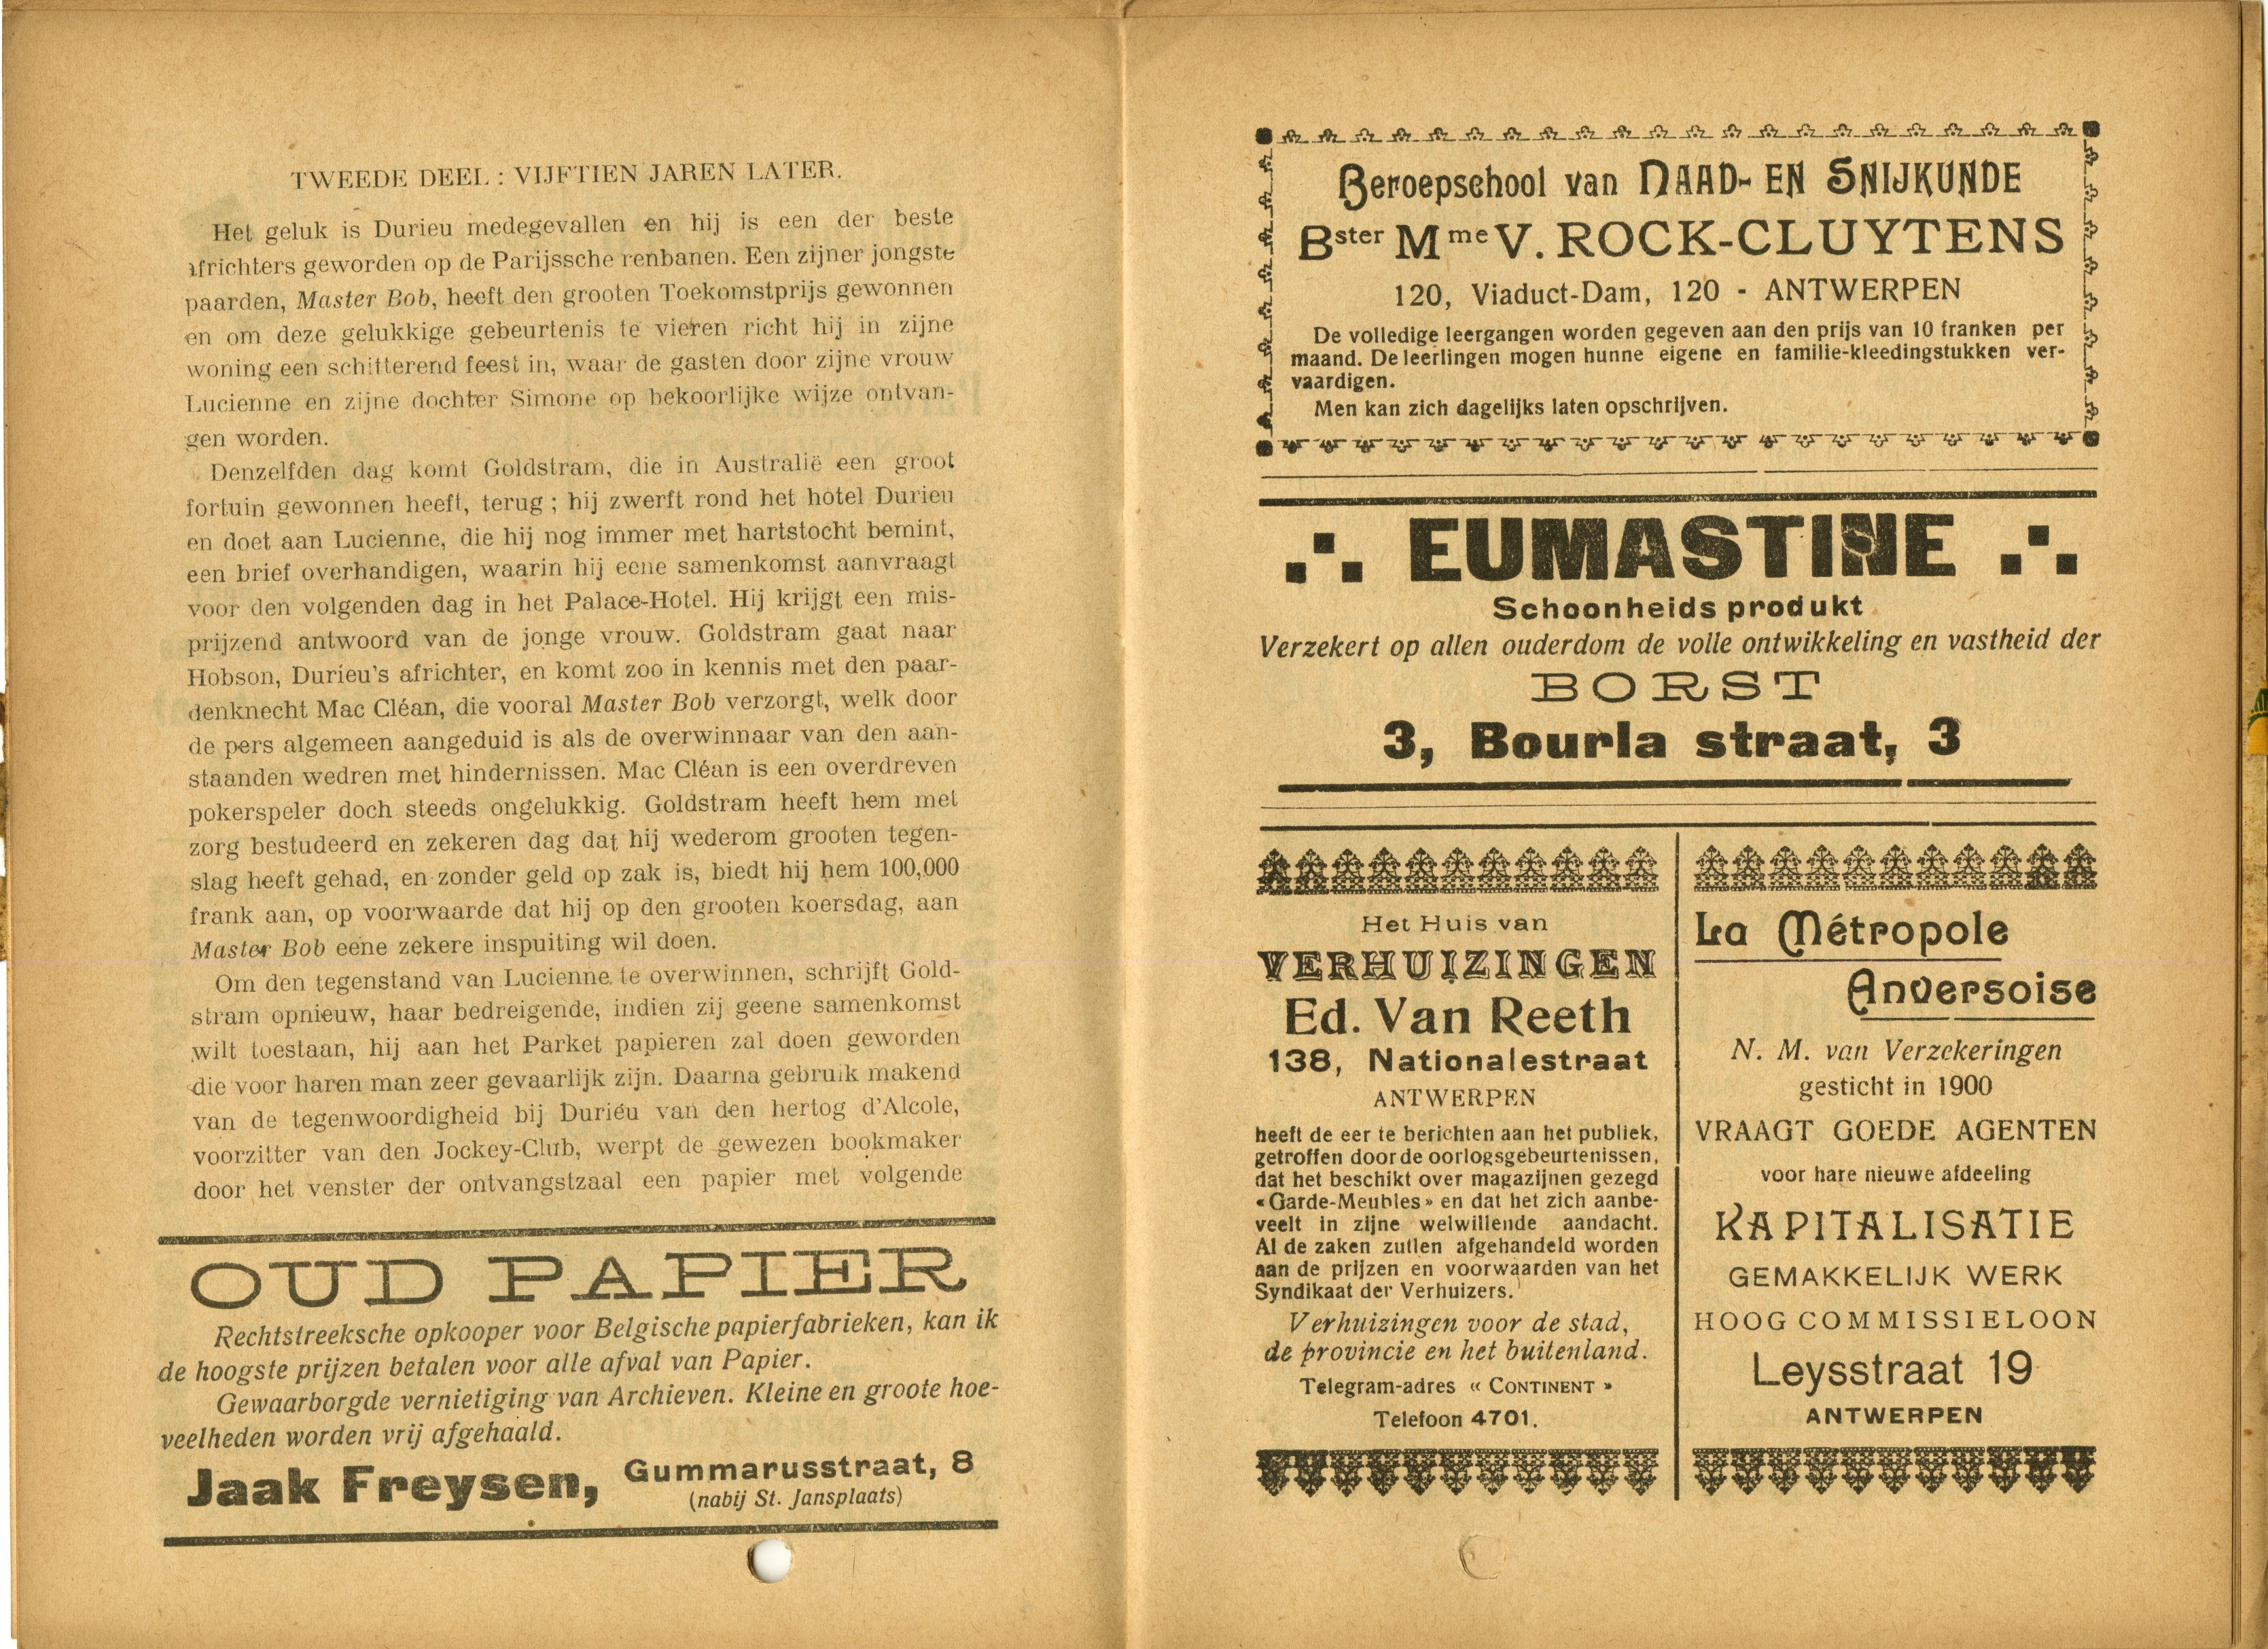 TWEEDE DEEL : VIJFTIEN JAREN LATER.
Het geluk is Durieu medegevallen en hij is een der beste
africhters geworden op de Parijssche renbanen. Een zijner jongste
paarden, Master Bob, heeft den grooten Toekomstprijs gewonnen
en om deze gelukkige gebeurtenis te vieren richt hij in zijne
woning een schitterend feest in, waar de gasten door zijne vrouw
Lucienne en zijne dochter Simone op bekoorlijke wijze ontvan-
gen worden.
Denzelfden dag komt Goldstram, die in Australië een groot
fortuin gewonnen heeft, terug ; hij zwerft rond het hotel Durieu
en doet aan Lucienne, die hij nog immer met hartstocht bemint,
een brief overhandigen, waarin hij eene samenkomst aanvraagt
voor den volgenden dag in het Palace-Hotel. Hij krijgt een mis-
prijzend antwoord van de jonge vrouw. Goldstram gaat naar
Hobson, Durieu's africhter, en komt zoo in kennis met den paar-
denknecht Mac Cléan, die vooral Master Bob verzorgt, welk door
de pers algemeen aangeduid is als de overwinnaar van den aan-
staanden wedren met hindernissen. Mac Cléan is een overdreven
pokerspeler doch steeds ongelukkig. Goldstram heeft hem met
zorg bestudeerd en zekeren dag dat hij wederom grooten tegen-
slag heeft gehad, en zonder geld op zak is, biedt hij hem 100,000
frank aan, op voorwaarde dat hij op den grooten koersdag, aan
Master Bob eene zekere inspuiting wil doen.
Om den tegenstand van Lucienne te overwinnen, schrijft Gold-
stram opnieuw, haar bedreigende, indien zij geene samenkomst
wilt toestaan, hij aan het Parket papieren zal doen geworden
die voor haren man zeer gevaarlijk zijn. Daarna gebruik makend
van de tegenwoordigheid bij Duriéu van den hertog d'Alcole,
voorzitter van den Jockey-Club, werpt de gewezen bookmaker
door het venster der ontvangstzaal een papier met volgende
OUD PAPIER
Rechtstreeksche opkooper voor Belgische papierfabrieken, kan ik
de hoogste prijzen betalen voor alle afval van Papier.
Gewaarborgde vernietiging van Archieven. Kleine en groote hoe-
veelheden worden vrij afgehaald.
Jaak Freysen, Gummarusstraat, 8
(nabij St. Jansplaats)
Beroepschool van NAAD- EN SNIJKUNDE
Bster Mme V. ROCK-CLUYTENS
120, Viaduct-Dam, 120 - ANTWERPEN
De volledige leergangen worden gegeven aan den prijs van 10 franken per
maand. De leerlingen mogen hunne eigene en familie-kleedingstukken ver-
vaardigen.
Men kan zich dagelijks laten opschrijven.
EUMASTINE
Schoonheids produkt
Verzekert op allen ouderdom de volle ontwikkeling en vastheid der
BORST
3, Bourla straat, 3
Het Huis van
VERHUIZINGEN
Ed. Van Reeth
138, Nationalestraat
ANTWERPEN
heeft de eer te berichten aan het publiek,
getroffen door de oorlogsgebeurtenissen,
dat het beschikt over magazijnen gezegd
« Garde-Meubles » en dat het zich aanbe-
veelt in zijne welwillende aandacht.
Al de zaken zullen afgehandeld worden
aan de prijzen en voorwaarden van het
Syndikaat der Verhuizers.
Verhuizingen voor de stad,
de provincie en het buitenland.
Telegram-adres « CONTINENT »
Telefoon 4701.
La Métropole
Anversoise
N. M. van Verzekeringen
gesticht in 1900
VRAAGT GOEDE AGENTEN
voor hare nieuwe afdeeling
KAPITALISATIE
GEMAKKELIJK WERK
HOOG COMMISSIELOON
Leysstraat 19
ANTWERPEN